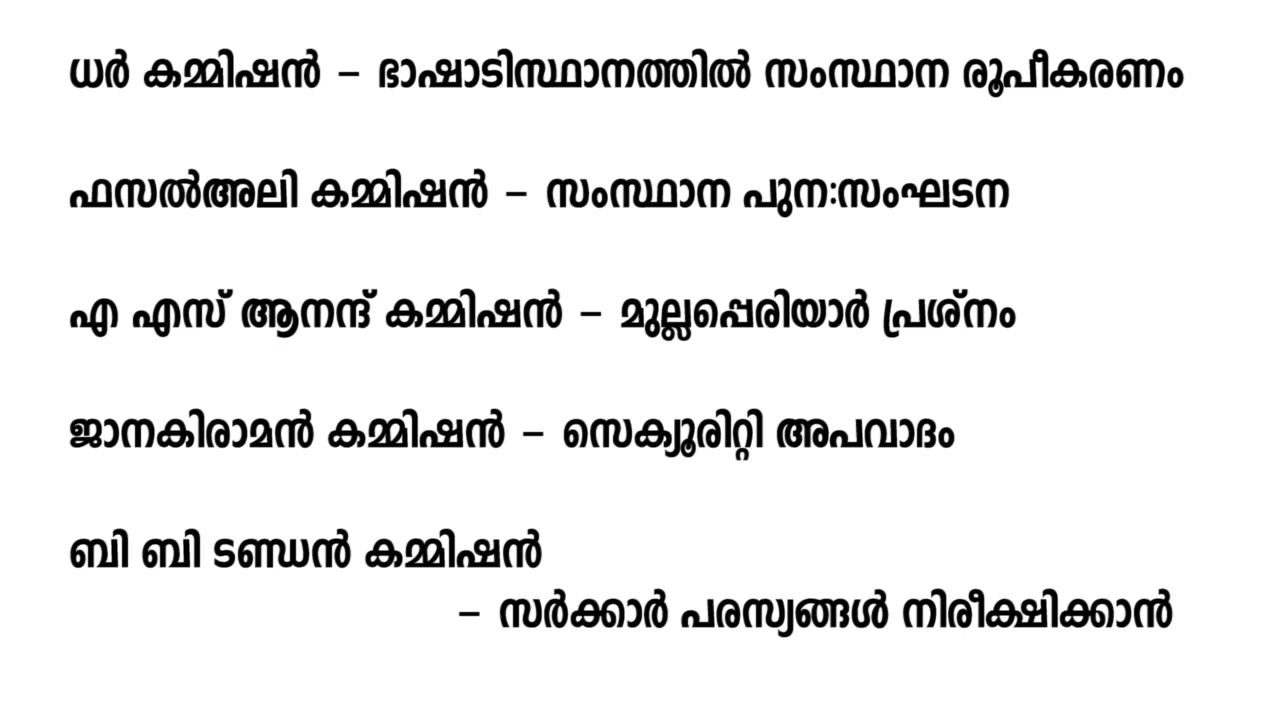 ധർ കമ്മിഷൻ – ഭാഷാടിസ്ഥാനത്തിൽ സംസ്ഥാന രൂപീകരണം
ഫസൽഅലി കമ്മിഷൻ – സംസ്ഥാന പുന:സംഘടന
എ എസ് ആനന്ദ് കമ്മിഷൻ – മുല്ലപ്പെരിയാർ പ്രശ്നം
ജാനകിരാമൻ കമ്മിഷൻ – സെക്യൂരിറ്റി അപവാദം
ബി ബി ടണ്ഡൻ കമ്മിഷൻ
– സർക്കാർ പരസ്യങ്ങൾ നിരീക്ഷിക്കാൻ